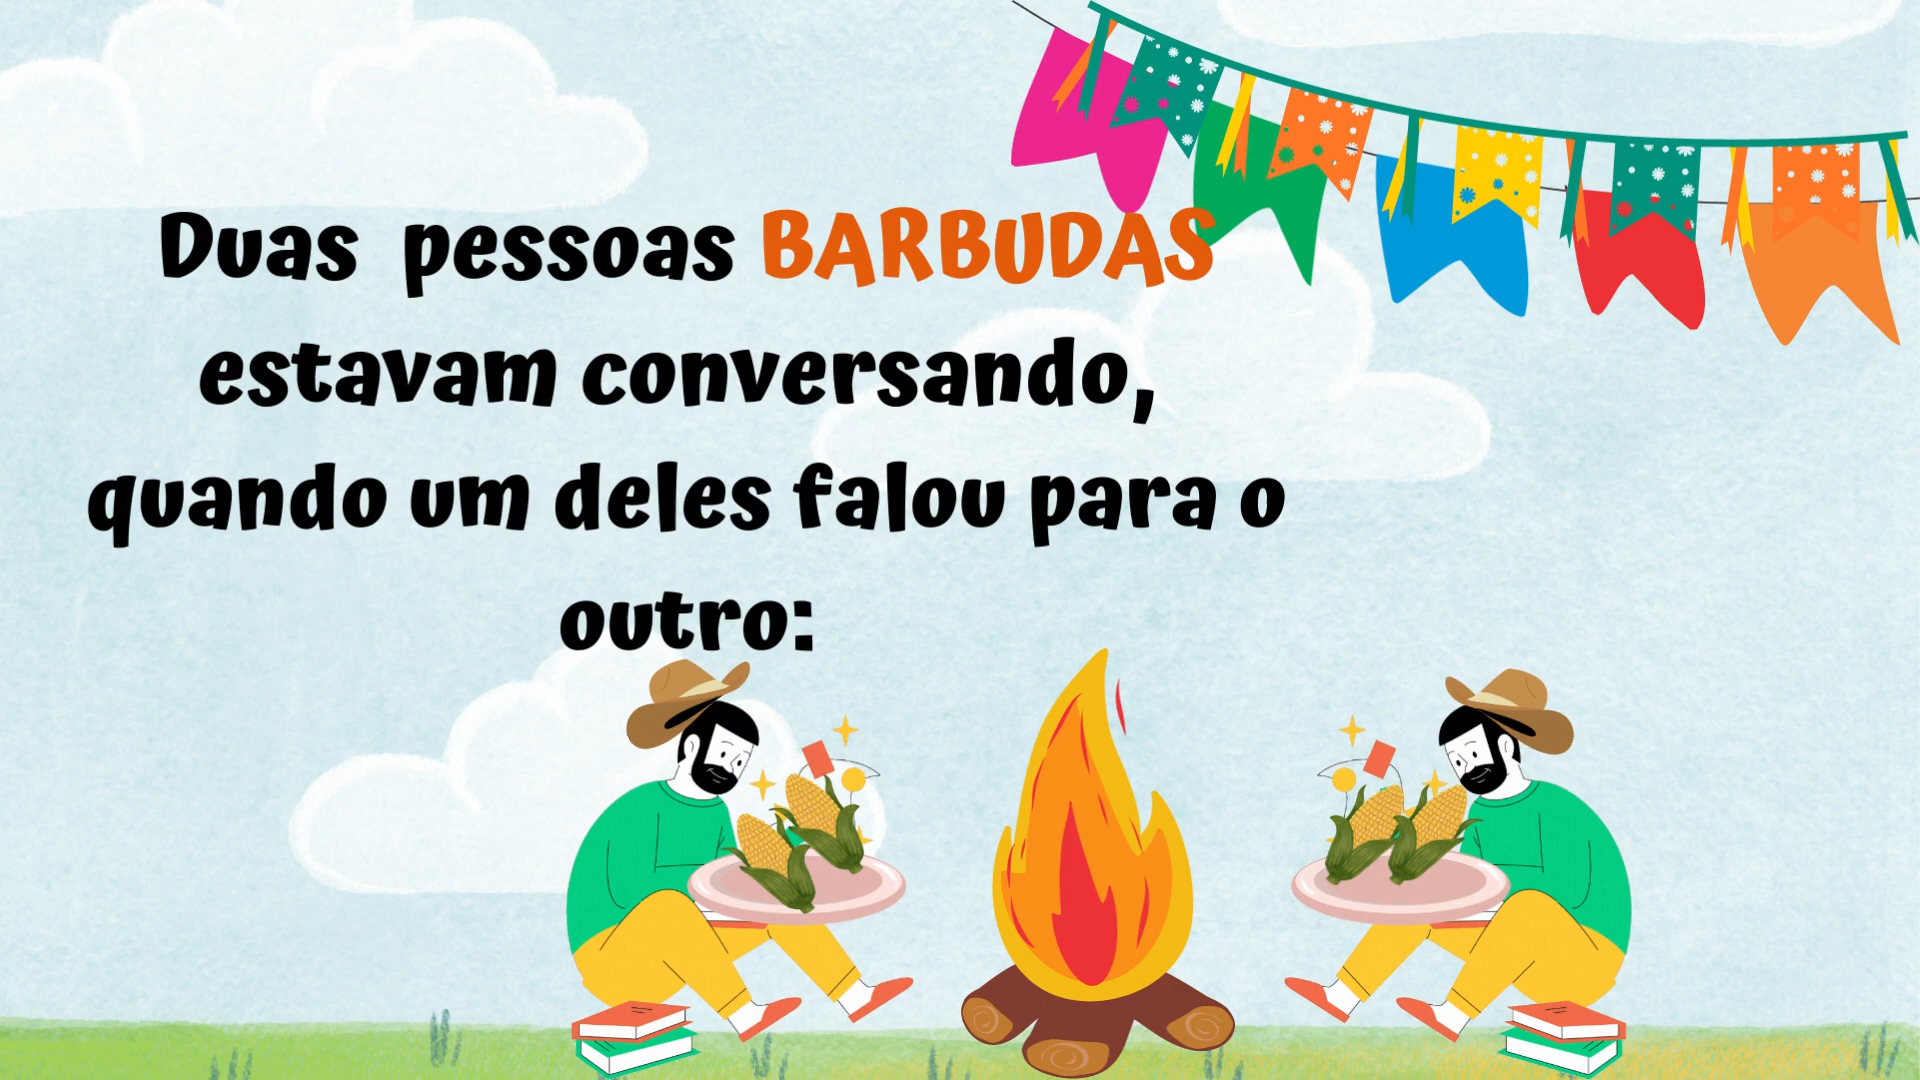 Duas pessoas BARBUDAS
estavam conversando,
quando um deles falou para o
outro: